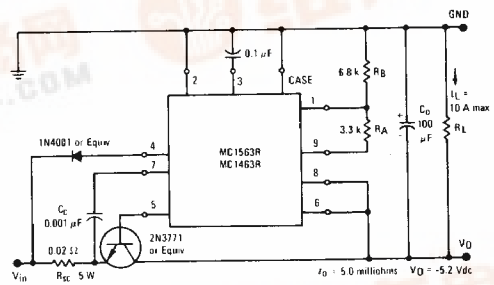 GND
0.1 µF
2
3
CASE
6.8 k
RB
1
3.3 k
RA
CO
100
µF
+
-
IL =
10 A max
RL
1N4001 or Equiv
4
MC1563R
MC1463R
9
7
8
CC
0.001 µF
5
6
2N3771
or Equiv
0.02 Ω
VO
Vin
RSC 5 W
zo = 5.0 milliohms
VO = -5.2 Vdc